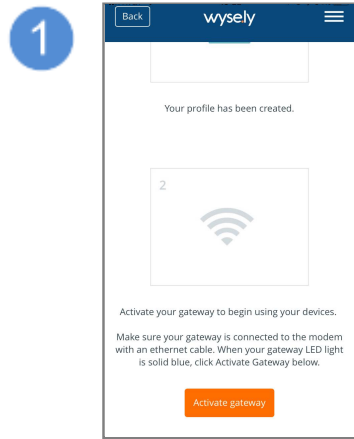 1
Back
wysely
Your profile has been created.
2
Activate your gateway to begin using your devices.
Make sure your gateway is connected to the modem
with an ethernet cable. When your gateway LED light
is solid blue, click Activate Gateway below.
Activate gateway